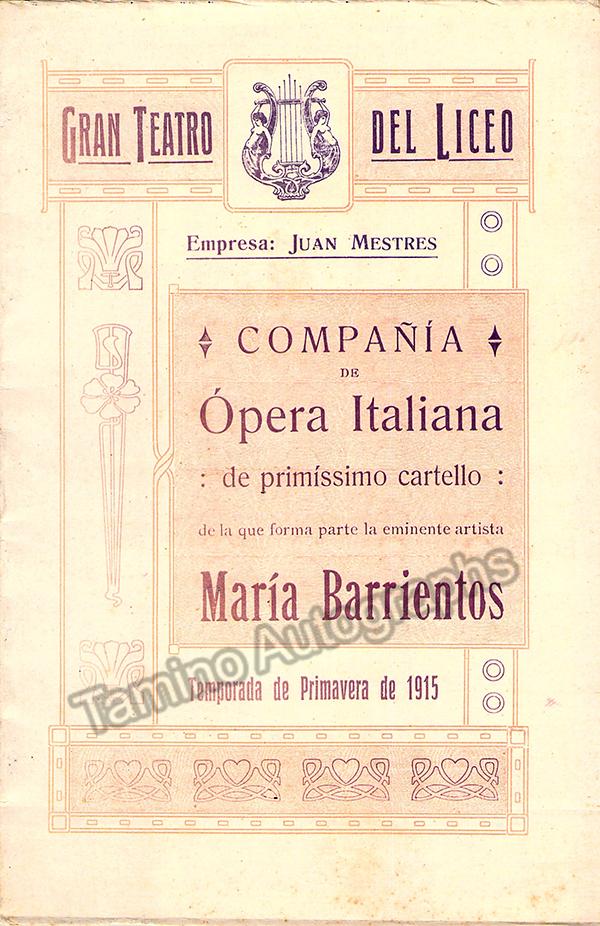 GRAN TEATRO DEL LICEO
Empresa: JUAN MESTRES
COMPAÑÍA
DE
Ópera Italiana
: de primíssimo cartello :
de la que forma parte la eminente artista
María Barrientos
Temporada de Primavera de 1915
Tamino Autographs